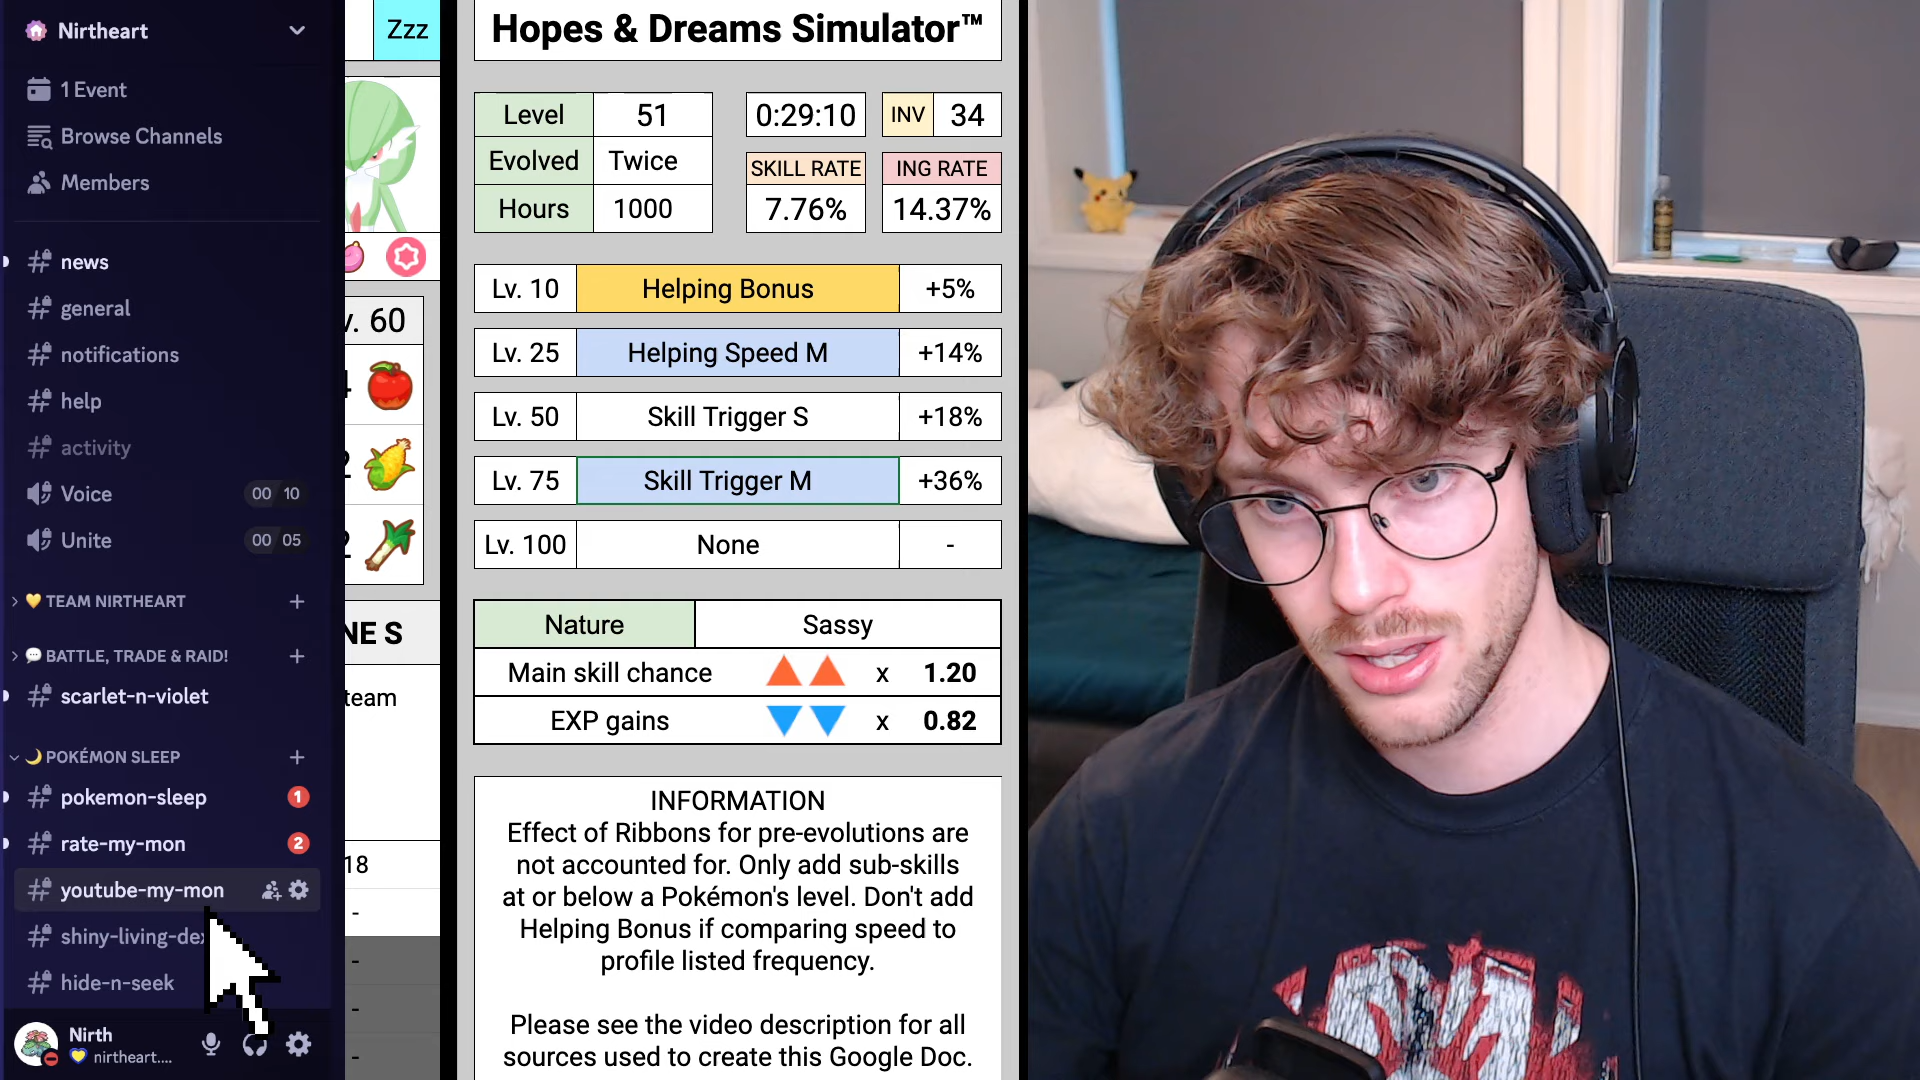 Nirtheart
1 Event
Browse Channels
Members
news
general
notifications
help
activity
Voice
00 10
Unite
00 05
TEAM NIRTHEART
BATTLE, TRADE & RAID!
scarlet-n-violet
POKÉMON SLEEP
pokemon-sleep
1
rate-my-mon
2
youtube-my-mon
shiny-living-dex
hide-n-seek
Nirth
nirtheart....
Zzz
v. 60
NE S
team
18
-
-
-
-
Hopes & Dreams Simulator™
Level 51
Evolved Twice
Hours 1000
0:29:10
INV 34
SKILL RATE
7.76%
ING RATE
14.37%
Lv. 10 Helping Bonus +5%
Lv. 25 Helping Speed M +14%
Lv. 50 Skill Trigger S +18%
Lv. 75 Skill Trigger M +36%
Lv. 100 None -
Nature Sassy
Main skill chance x 1.20
EXP gains x 0.82
INFORMATION
Effect of Ribbons for pre-evolutions are
not accounted for. Only add sub-skills
at or below a Pokémon's level. Don't add
Helping Bonus if comparing speed to
profile listed frequency.
Please see the video description for all
sources used to create this Google Doc.